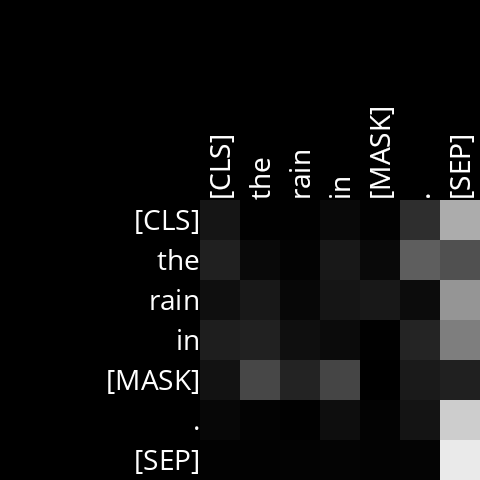 [CLS] the rain in [MASK] . [SEP]
[CLS]
the
rain
in
[MASK]
.
[SEP]